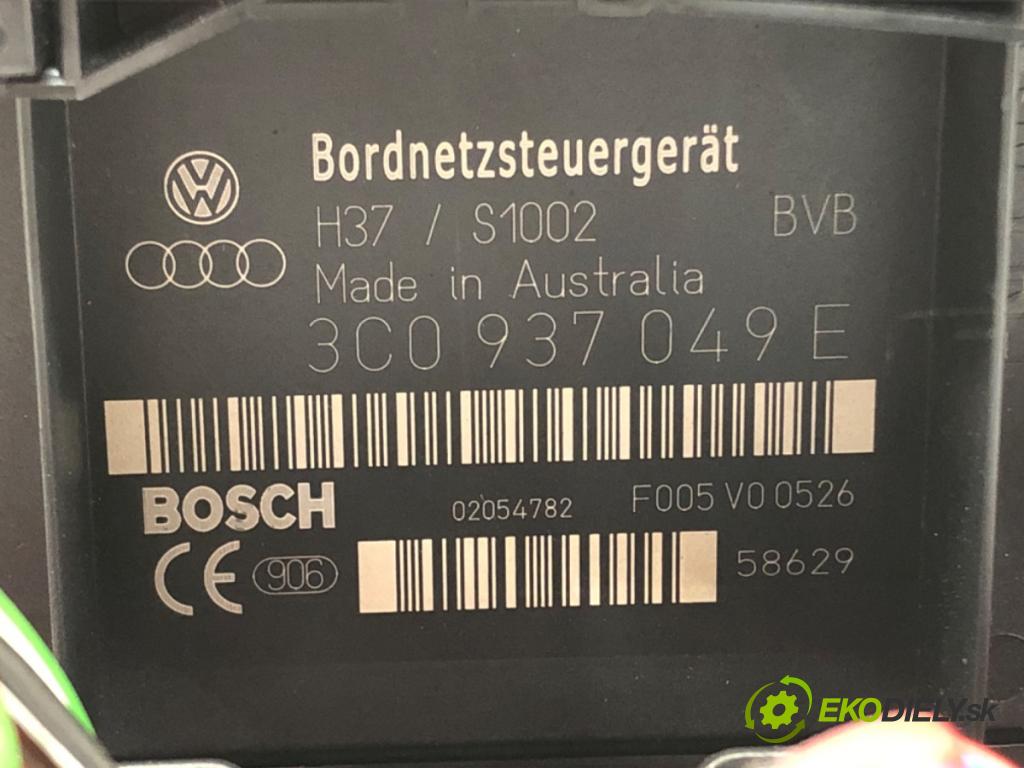 Bordnetzsteuergerät
H37 / S1002 BVB
Made in Australia
3C0 937 049 E
BOSCH 02054782 F005 V0 0526
CE 906 58629
EKODIELY.sk